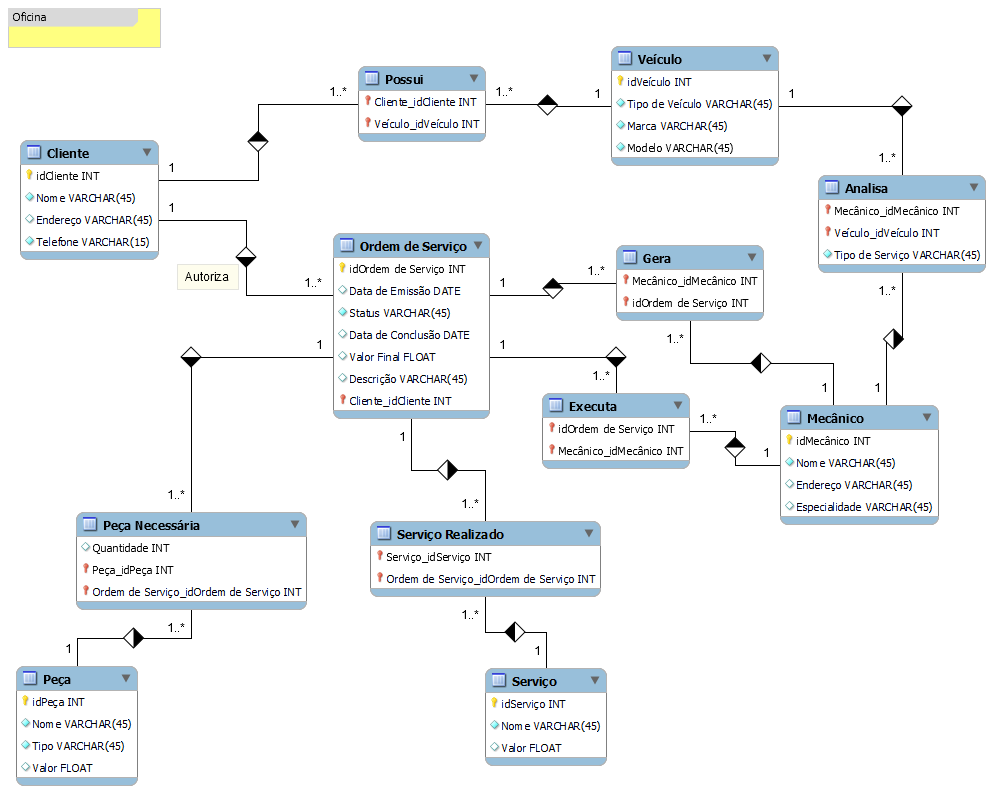 Oficina
Possui
Cliente_idCliente INT
Veículo_idVeículo INT
1..*
1..*
1
1
Veículo
idVeículo INT
Tipo de Veículo VARCHAR(45)
Marca VARCHAR(45)
Modelo VARCHAR(45)
Cliente
idCliente INT
Nome VARCHAR(45)
Endereço VARCHAR(45)
Telefone VARCHAR(15)
1
1
Autoriza
1..*
1..*
Analisa
Mecânico_idMecânico INT
Veículo_idVeículo INT
Tipo de Serviço VARCHAR(45)
1..*
1
Ordem de Serviço
idOrdem de Serviço INT
Data de Emissão DATE
Status VARCHAR(45)
Data de Conclusão DATE
Valor Final FLOAT
Descrição VARCHAR(45)
Cliente_idCliente INT
1
1..*
Gera
Mecânico_idMecânico INT
idOrdem de Serviço INT
1..*
1
1
1
1..*
Executa
idOrdem de Serviço INT
Mecânico_idMecânico INT
1..*
1
Mecânico
idMecânico INT
Nome VARCHAR(45)
Endereço VARCHAR(45)
Especialidade VARCHAR(45)
1
1..*
1..*
Peça Necessária
Quantidade INT
Peça_idPeça INT
Ordem de Serviço_idOrdem de Serviço INT
1..*
1
Serviço Realizado
Serviço_idServiço INT
Ordem de Serviço_idOrdem de Serviço INT
1..*
1
Peça
idPeça INT
Nome VARCHAR(45)
Tipo VARCHAR(45)
Valor FLOAT
Serviço
idServiço INT
Nome VARCHAR(45)
Valor FLOAT